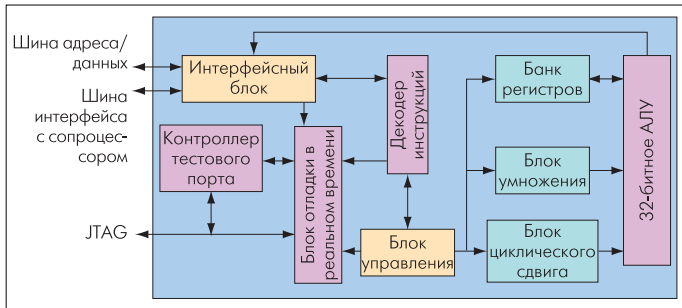 Шина адреса/
данных
Шина
интерфейса
с сопроцес-
сором
JTAG
Интерфейсный
блок
Контроллер
тестового
порта
Блок отладки в
реальном времени
Декодер
инструкций
Блок
управления
Банк
регистров
Блок
умножения
Блок
циклического
сдвига
32-битное АЛУ